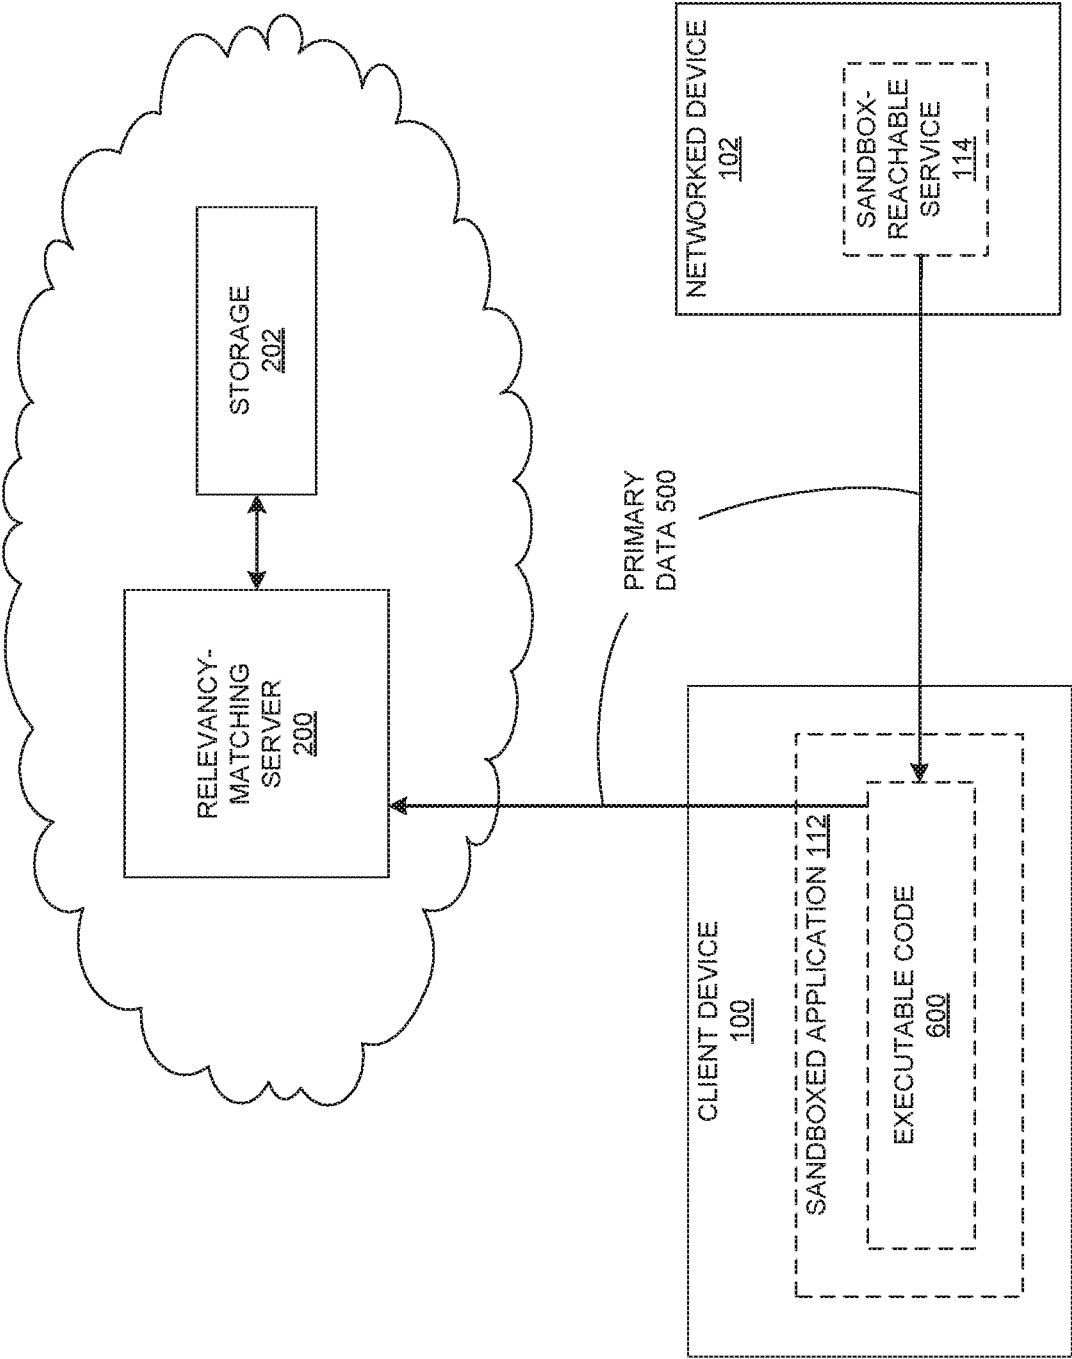 RELEVANCY-
MATCHING
SERVER
200
STORAGE
202
PRIMARY
DATA 500
CLIENT DEVICE
100
SANDBOXED APPLICATION 112
EXECUTABLE CODE
600
NETWORKED DEVICE
102
SANDBOX-
REACHABLE
SERVICE
114